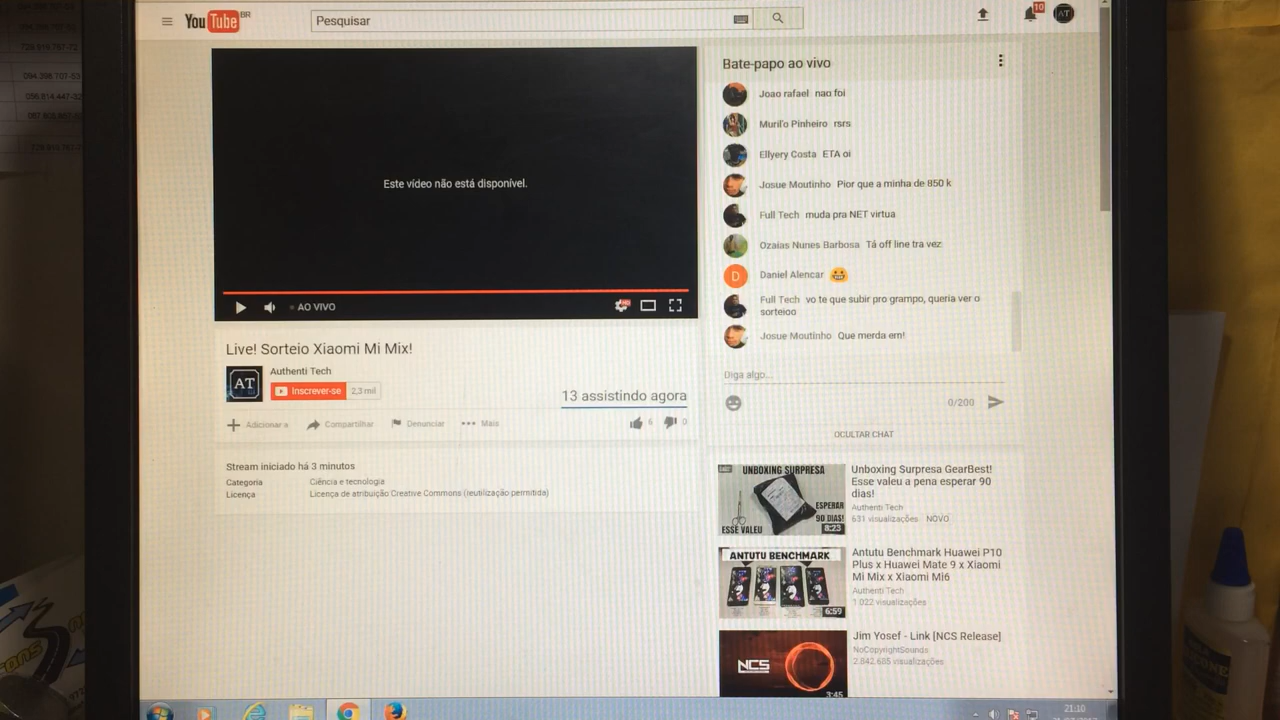 YouTube BR
Pesquisar
10
AT
Este vídeo não está disponível.
AO VIVO
HD
Live! Sorteio Xiaomi Mi Mix!
AT
Authenti Tech
Inscrever-se 2,3 mil
13 assistindo agora
Adicionar a Compartilhar Denunciar Mais
6 0
Stream iniciado há 3 minutos
Categoria Ciência e tecnologia
Licença Licença de atribuição Creative Commons (reutilização permitida)
Bate-papo ao vivo
Joao rafael nao foi
Muril'o Pinheiro rsrs
Ellyery Costa ETA oi
Josue Moutinho Pior que a minha de 850 k
Full Tech muda pra NET virtua
Ozaias Nunes Barbosa Tá off line tra vez
D Daniel Alencar
Full Tech vo te que subir pro grampo, queria ver o
sorteioo
Josue Moutinho Que merda em!
Diga algo...
0/200
OCULTAR CHAT
UNBOXING SURPRESA
ESPERAR
90 DIAS!
ESSE VALEU
8:23
Unboxing Surpresa GearBest!
Esse valeu a pena esperar 90
dias!
Authenti Tech
631 visualizações NOVO
ANTUTU BENCHMARK
6:59
Antutu Benchmark Huawei P10
Plus x Huawei Mate 9 x Xiaomi
Mi Mix x Xiaomi Mi6
Authenti Tech
1.022 visualizações
NCS
3:45
Jim Yosef - Link [NCS Release]
NoCopyrightSounds
2.842.685 visualizações
21:10